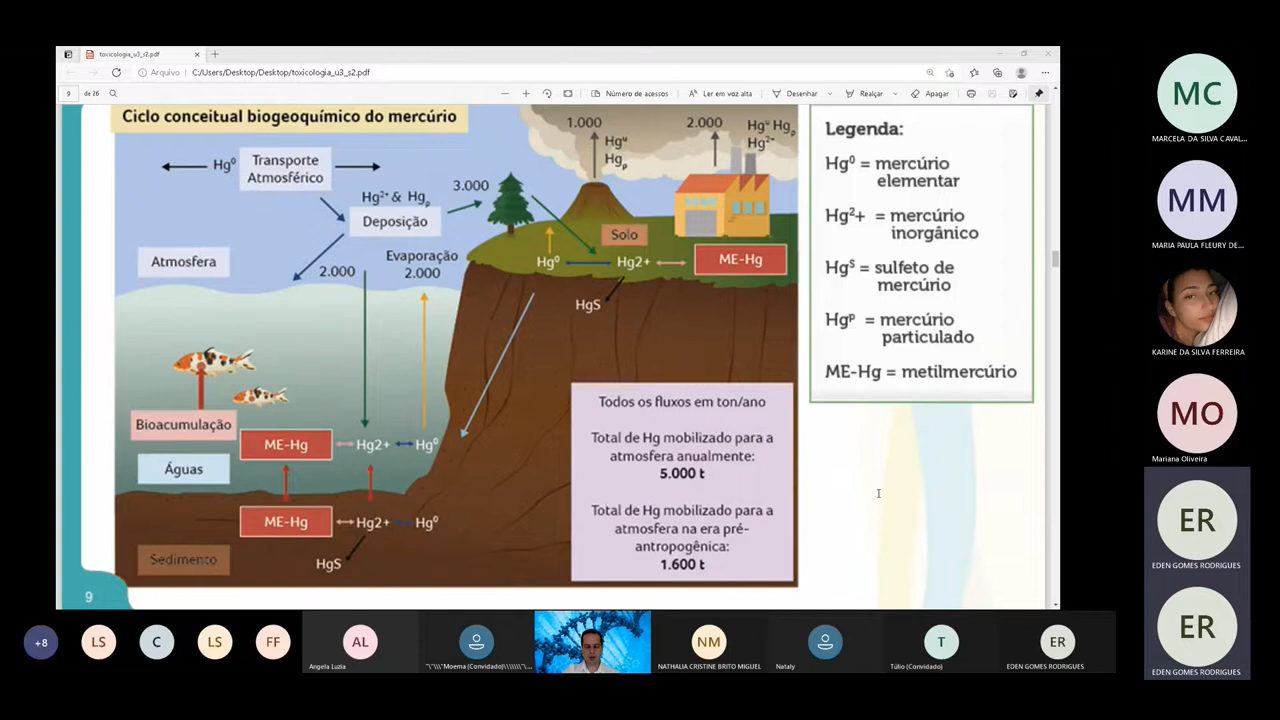 toxicologia_u3_s2.pdf
Arquivo
C:/Users/Desktop/Desktop/toxicologia_u3_s2.pdf
9
de 26
Número de acessos
Ler em voz alta
Desenhar
Realçar
Apagar
Ciclo conceitual biogeoquímico do mercúrio
1.000
Hgᵘ
Hgₚ
2.000
Hgᵘ Hgₚ
Hg²⁺
Hg⁰
Transporte
Atmosférico
Hg²⁺ & Hgₚ
Deposição
3.000
Atmosfera
2.000
Evaporação
2.000
Solo
Hg⁰
Hg2+
ME-Hg
HgS
Bioacumulação
Águas
ME-Hg
Hg2+
Hg⁰
ME-Hg
Hg2+
Hg⁰
Sedimento
HgS
Todos os fluxos em ton/ano
Total de Hg mobilizado para a
atmosfera anualmente:
5.000 t
Total de Hg mobilizado para a
atmosfera na era pré-
antropogênica:
1.600 t
9
Legenda:
Hg⁰ = mercúrio
elementar
Hg²+ = mercúrio
inorgânico
Hgˢ = sulfeto de
mercúrio
Hgᵖ = mercúrio
particulado
ME-Hg = metilmercúrio
MC
MARCELA DA SILVA CAVAL...
MM
MARIA PAULA FLEURY DE...
KARINE DA SILVA FERREIRA
MO
Mariana Oliveira
ER
EDEN GOMES RODRIGUES
ER
EDEN GOMES RODRIGUES
+8
LS
C
LS
FF
AL
Angela Luzia
"\"\\\"Moema (Convidado)\\\\\\\"\...
NM
NATHALIA CRISTINE BRITO MIGUEL
Nataly
T
Túlio (Convidado)
ER
EDEN GOMES RODRIGUES